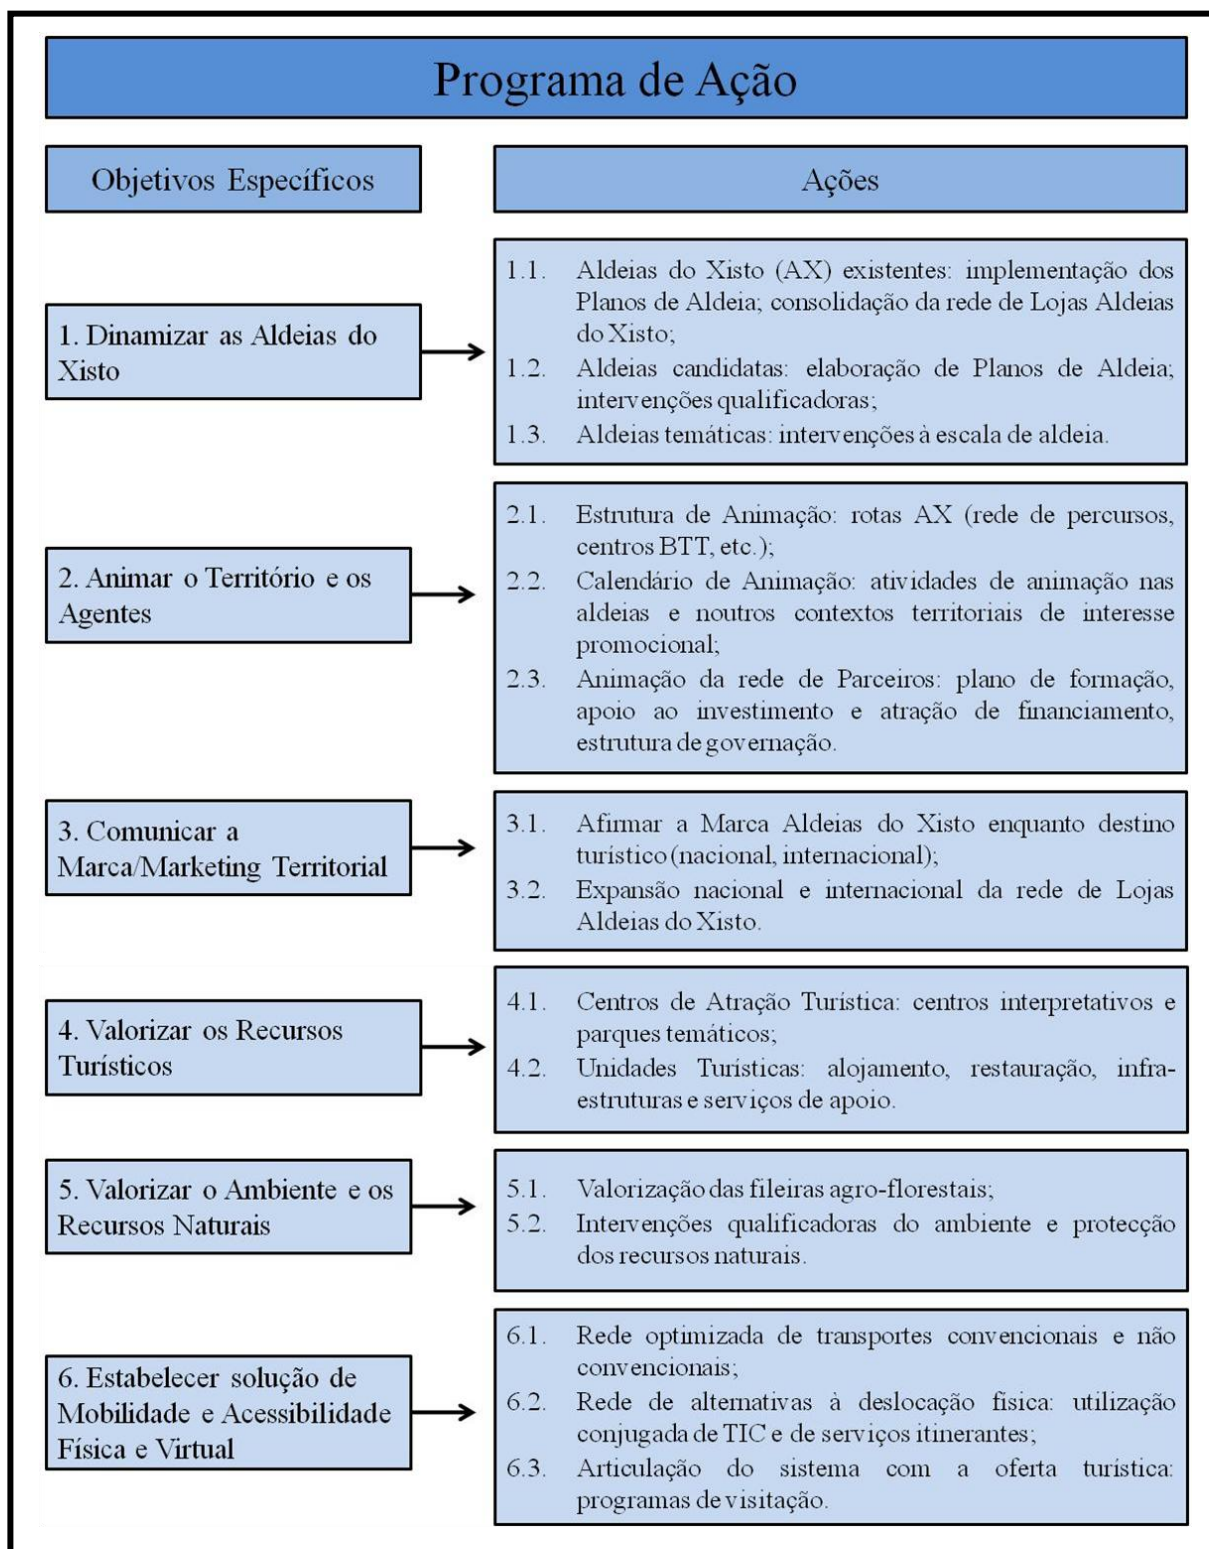 Programa de Ação
Objetivos Específicos
Ações
1. Dinamizar as Aldeias do
Xisto
1.1. Aldeias do Xisto (AX) existentes: implementação dos
Planos de Aldeia; consolidação da rede de Lojas Aldeias
do Xisto;
1.2. Aldeias candidatas: elaboração de Planos de Aldeia;
intervenções qualificadoras;
1.3. Aldeias temáticas: intervenções à escala de aldeia.
2. Animar o Território e os
Agentes
2.1. Estrutura de Animação: rotas AX (rede de percursos,
centros BTT, etc.);
2.2. Calendário de Animação: atividades de animação nas
aldeias e noutros contextos territoriais de interesse
promocional;
2.3. Animação da rede de Parceiros: plano de formação,
apoio ao investimento e atração de financiamento,
estrutura de governação.
3. Comunicar a
Marca/Marketing Territorial
3.1. Afirmar a Marca Aldeias do Xisto enquanto destino
turístico (nacional, internacional);
3.2. Expansão nacional e internacional da rede de Lojas
Aldeias do Xisto.
4. Valorizar os Recursos
Turísticos
4.1. Centros de Atração Turística: centros interpretativos e
parques temáticos;
4.2. Unidades Turísticas: alojamento, restauração, infra-
estruturas e serviços de apoio.
5. Valorizar o Ambiente e os
Recursos Naturais
5.1. Valorização das fileiras agro-florestais;
5.2. Intervenções qualificadoras do ambiente e protecção
dos recursos naturais.
6. Estabelecer solução de
Mobilidade e Acessibilidade
Física e Virtual
6.1. Rede optimizada de transportes convencionais e não
convencionais;
6.2. Rede de alternativas à deslocação física: utilização
conjugada de TIC e de serviços itinerantes;
6.3. Articulação do sistema com a oferta turística:
programas de visitação.